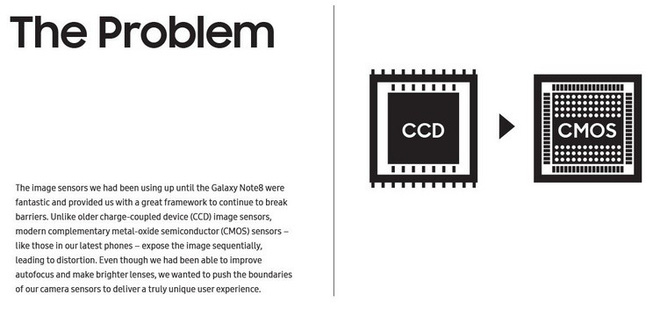 The Problem
CCD
CMOS
The image sensors we had been using up until the Galaxy Note8 were
fantastic and provided us with a great framework to continue to break
barriers. Unlike older charge-coupled device (CCD) image sensors,
modern complementary metal-oxide semiconductor (CMOS) sensors –
like those in our latest phones – expose the image sequentially,
leading to distortion. Even though we had been able to improve
autofocus and make brighter lenses, we wanted to push the boundaries
of our camera sensors to deliver a truly unique user experience.